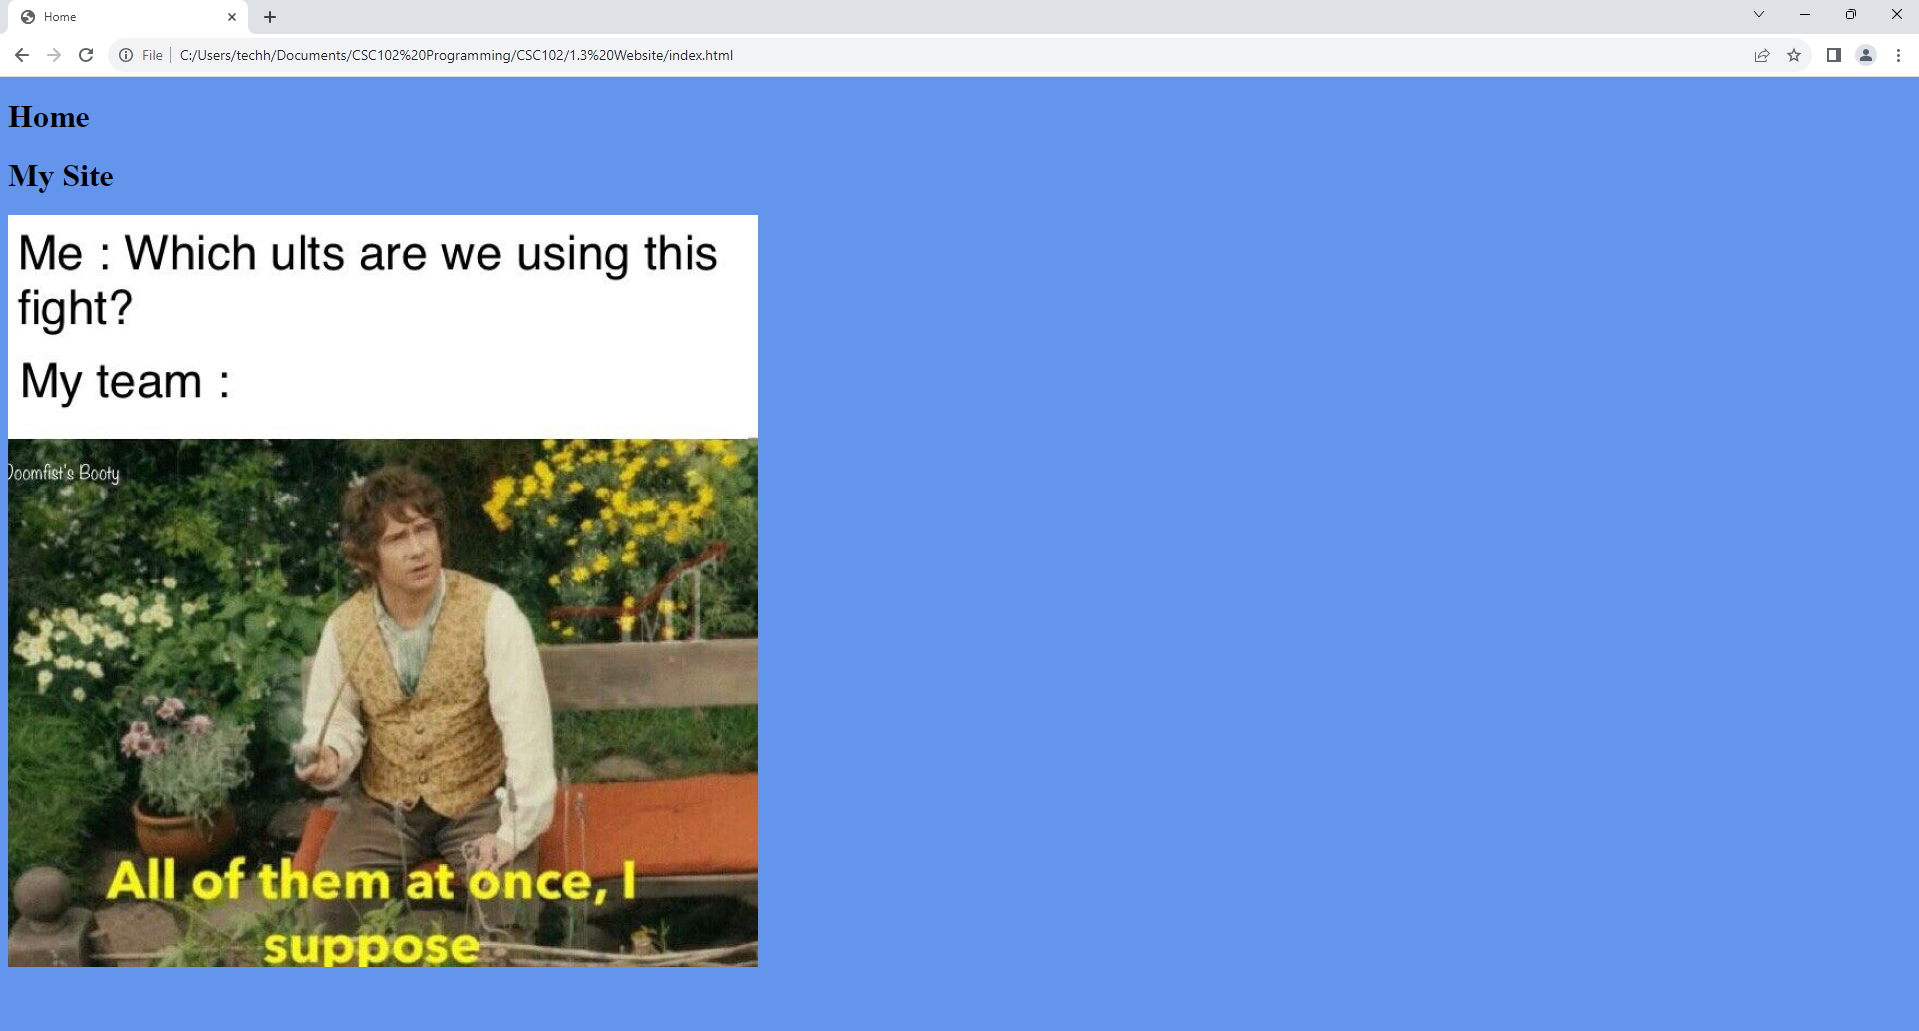 Home
File
C:/Users/techh/Documents/CSC102%20Programming/CSC102/1.3%20Website/index.html
Home
My Site
Me : Which ults are we using this
fight?
My team :
Doomfist's Booty
All of them at once, I
suppose